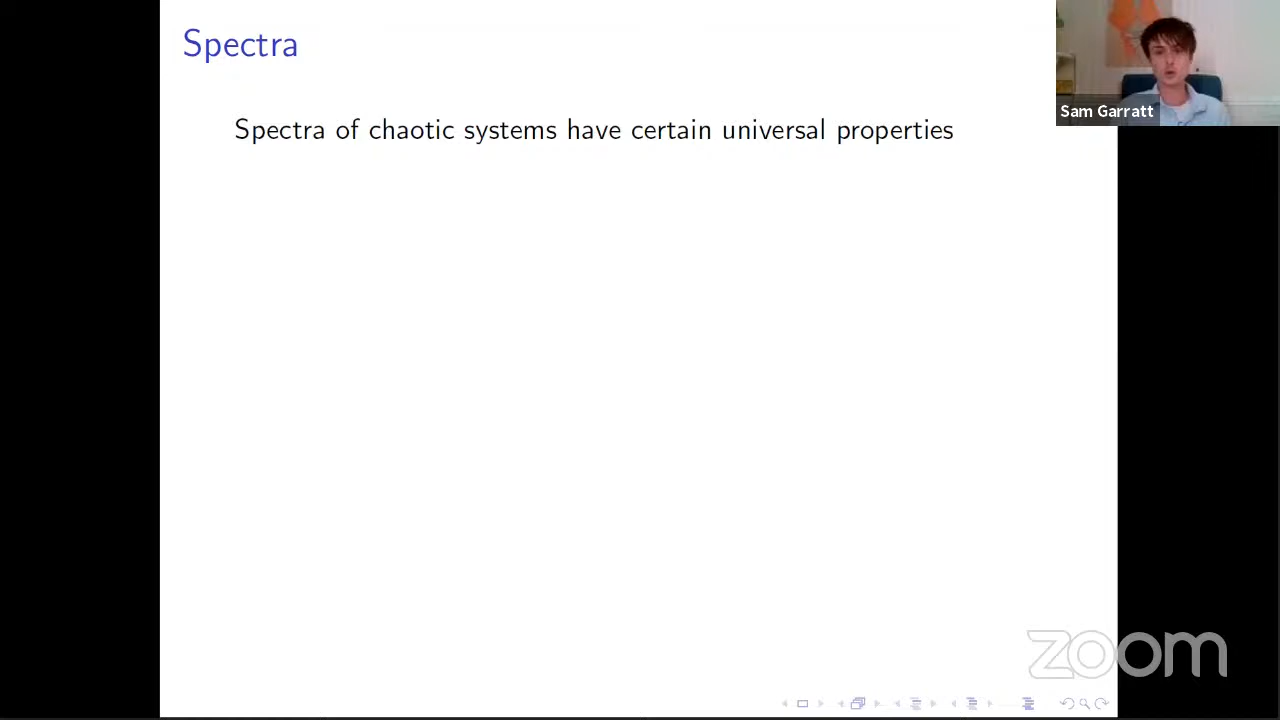 Spectra
Spectra of chaotic systems have certain universal properties
Sam Garratt
zoom